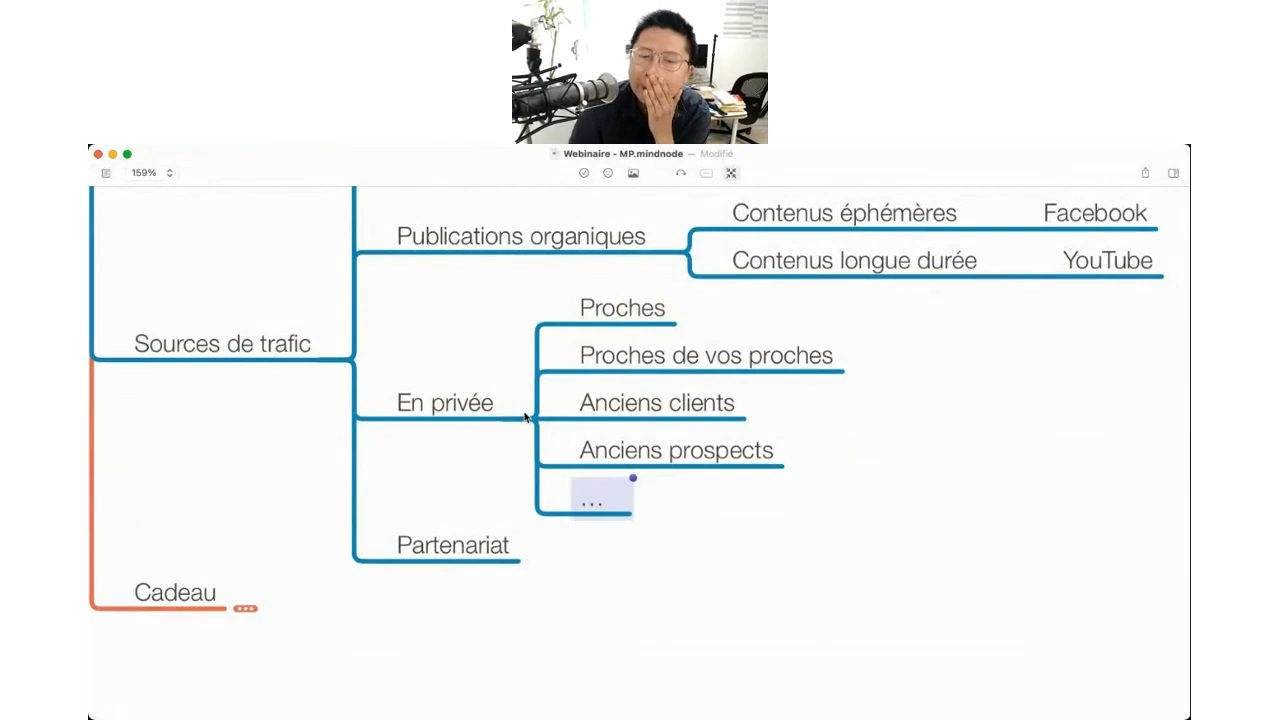 Webinaire - MP.mindnode — Modifié
159%
Contenus éphémères
Facebook
Publications organiques
Contenus longue durée
YouTube
Proches
Sources de trafic
Proches de vos proches
En privée
Anciens clients
Anciens prospects
...
Partenariat
Cadeau